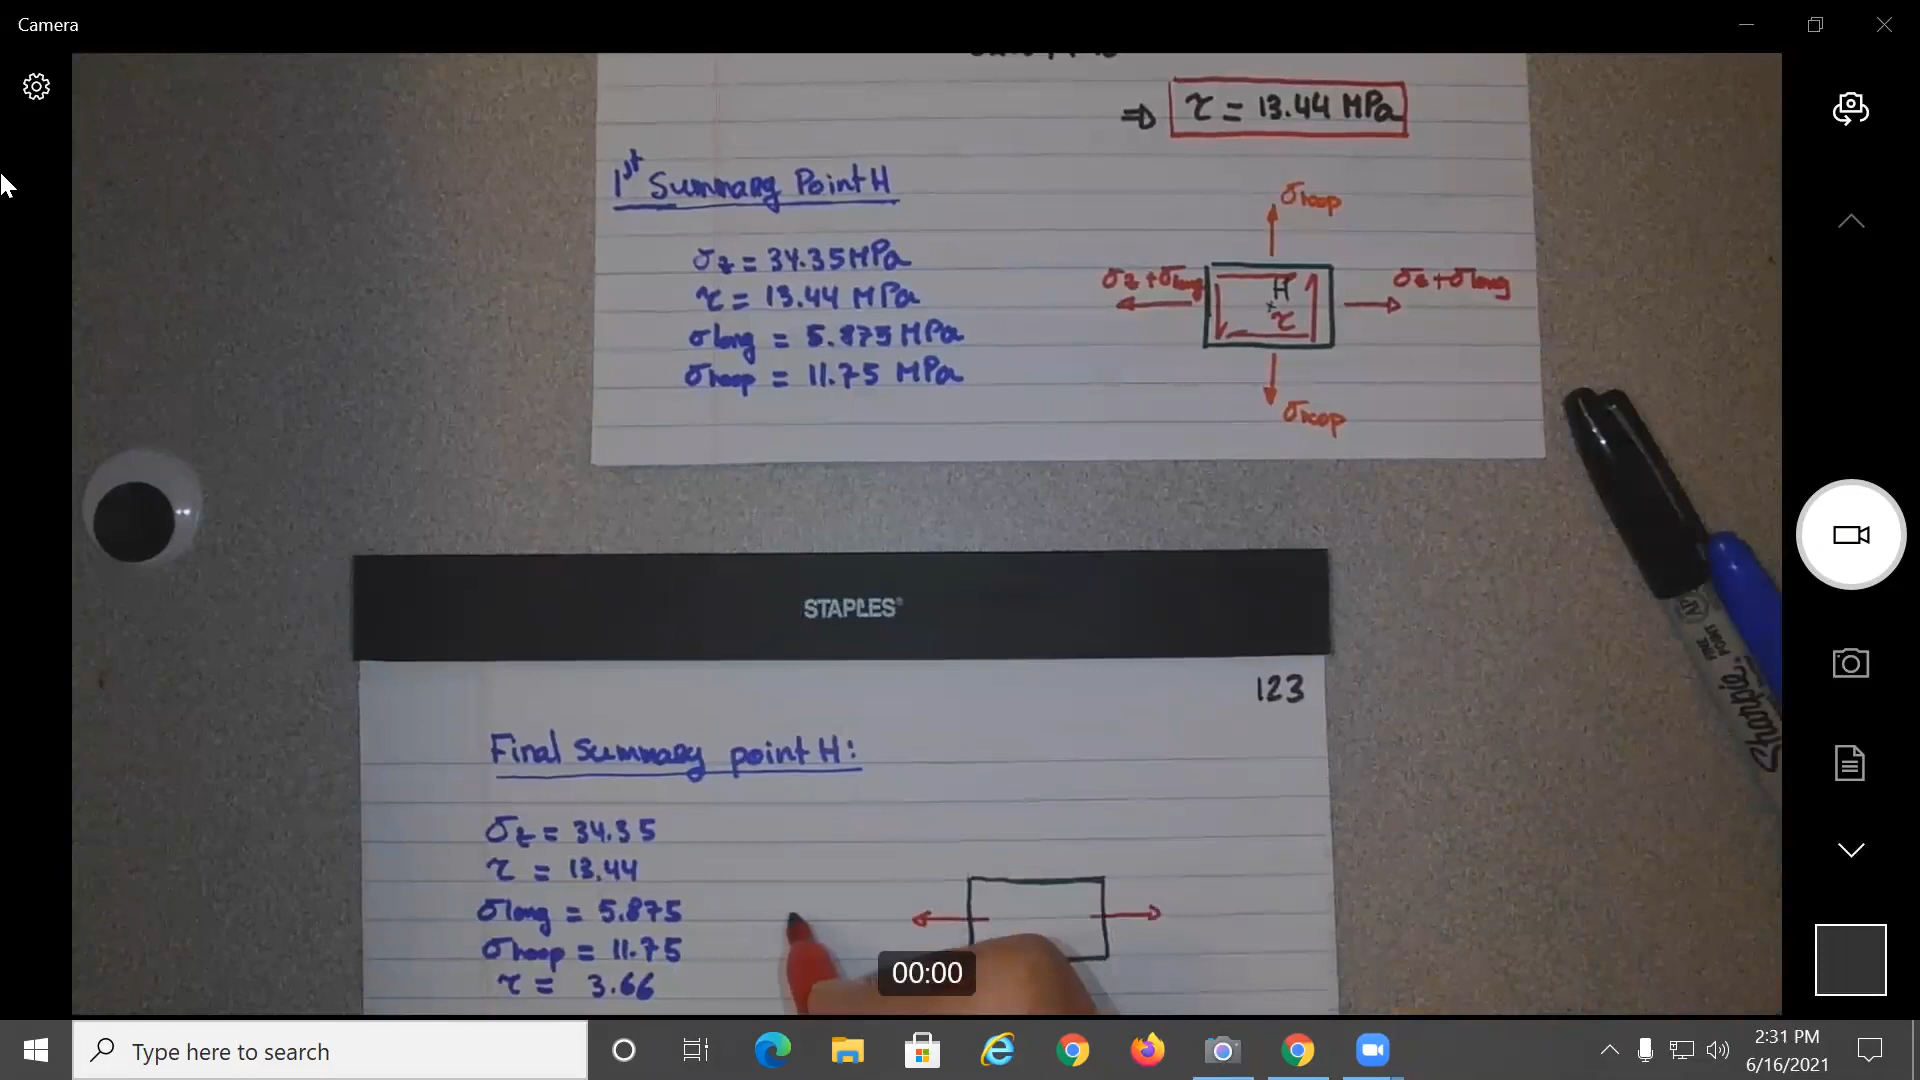 Camera
⇒ τ = 13.44 MPa
1st Summary Point H
σhoop
σz = 34.35 MPa
σz + σlong
H
σz + σlong
τ = 13.44 MPa
τ
σlong = 5.875 MPa
σhoop = 11.75 MPa
σhoop
STAPLES®
123
Final Summary point H:
σz = 34.35
τ = 13.44
σlong = 5.875
σhoop = 11.75
τ = 3.66
00:00
Sharpie.
FINE
POINT
AP
Type here to search
2:31 PM
6/16/2021